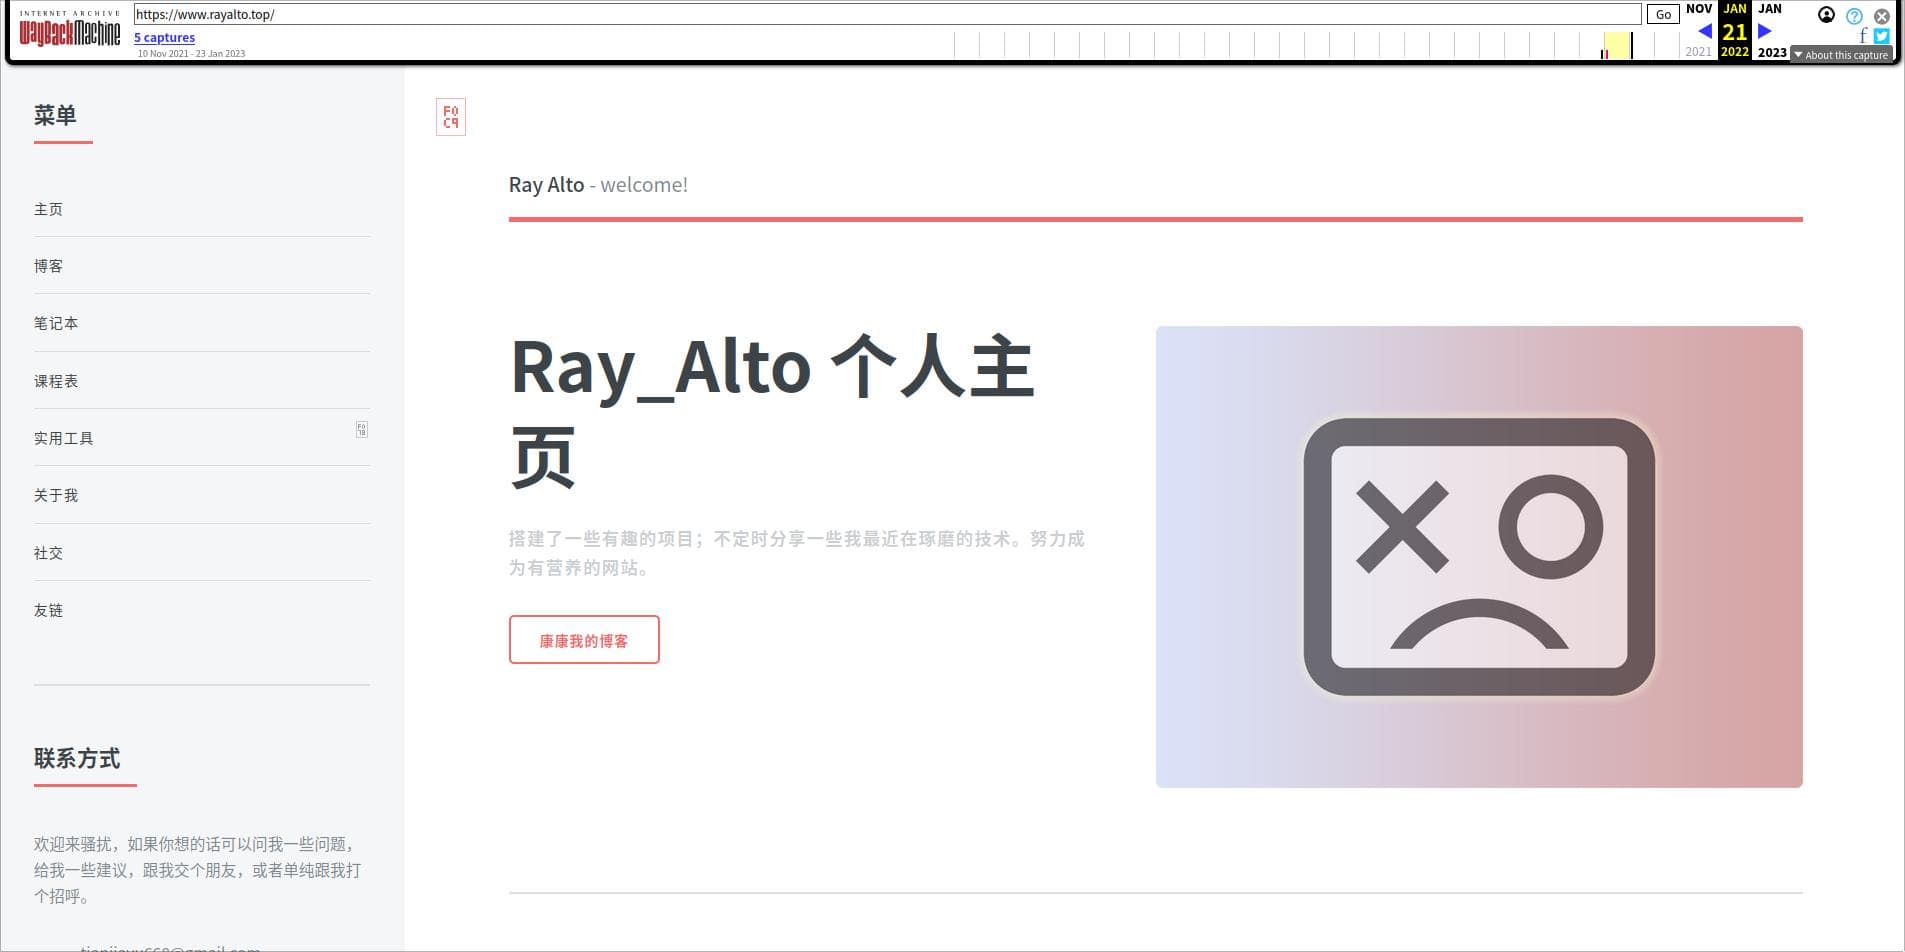 INTERNET ARCHIVE
WayBackMachine
https://www.rayalto.top/
Go
NOV
JAN
JAN
5 captures
21
10 Nov 2021 - 23 Jan 2023
2021
2022
2023
f
About this capture
菜单
主页
博客
笔记本
课程表
实用工具
关于我
社交
友链
联系方式
欢迎来骚扰，如果你想的话可以问我一些问题，
给我一些建议，跟我交个朋友，或者单纯跟我打
个招呼。
F0
C9
Ray Alto - welcome!
Ray_Alto 个人主
页
搭建了一些有趣的项目；不定时分享一些我最近在琢磨的技术。努力成
为有营养的网站。
康康我的博客